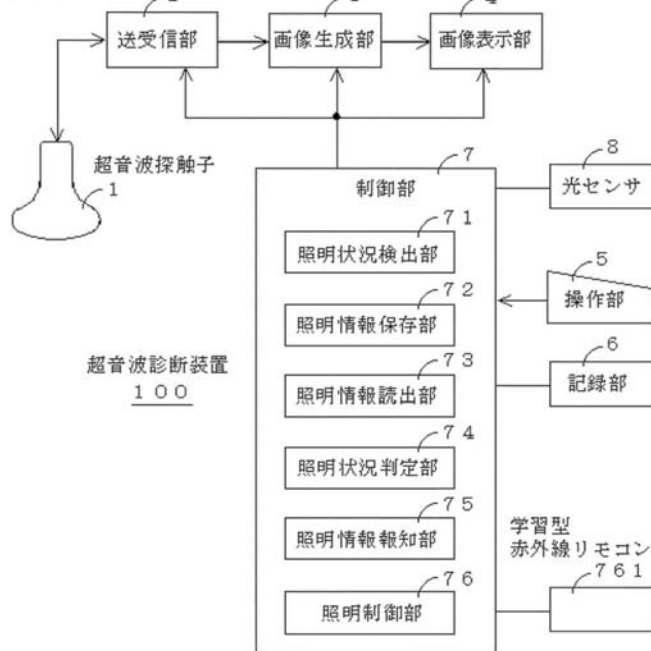 送受信部
画像生成部
画像表示部
超音波探触子
1
7
制御部
8
光センサ
71
照明状況検出部
5
操作部
72
照明情報保存部
6
記録部
超音波診断装置
100
73
照明情報読出部
74
照明状況判定部
75
照明情報報知部
学習型
赤外線リモコン
761
76
照明制御部